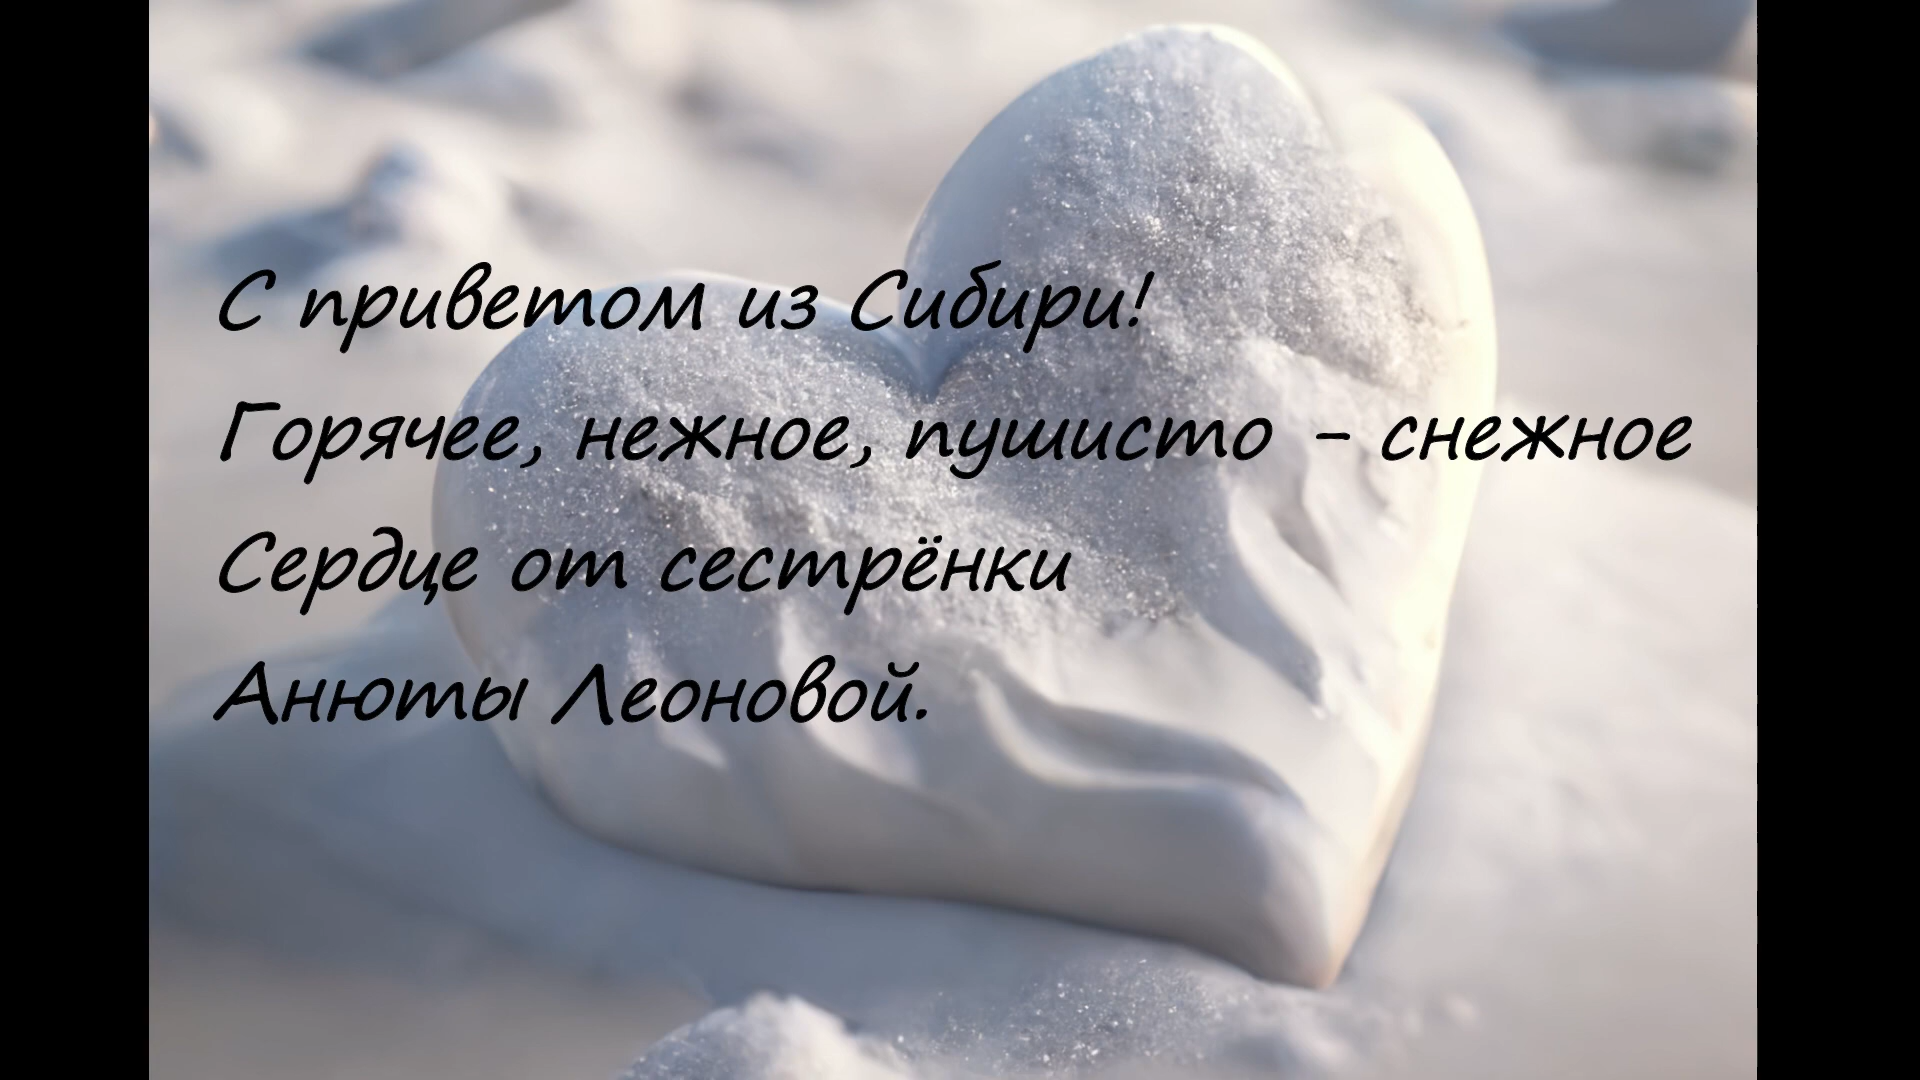 С приветом из Сибири!
Горячее, нежное, пушисто - снежное
Сердце от сестрёнки
Анюты Леоновой.